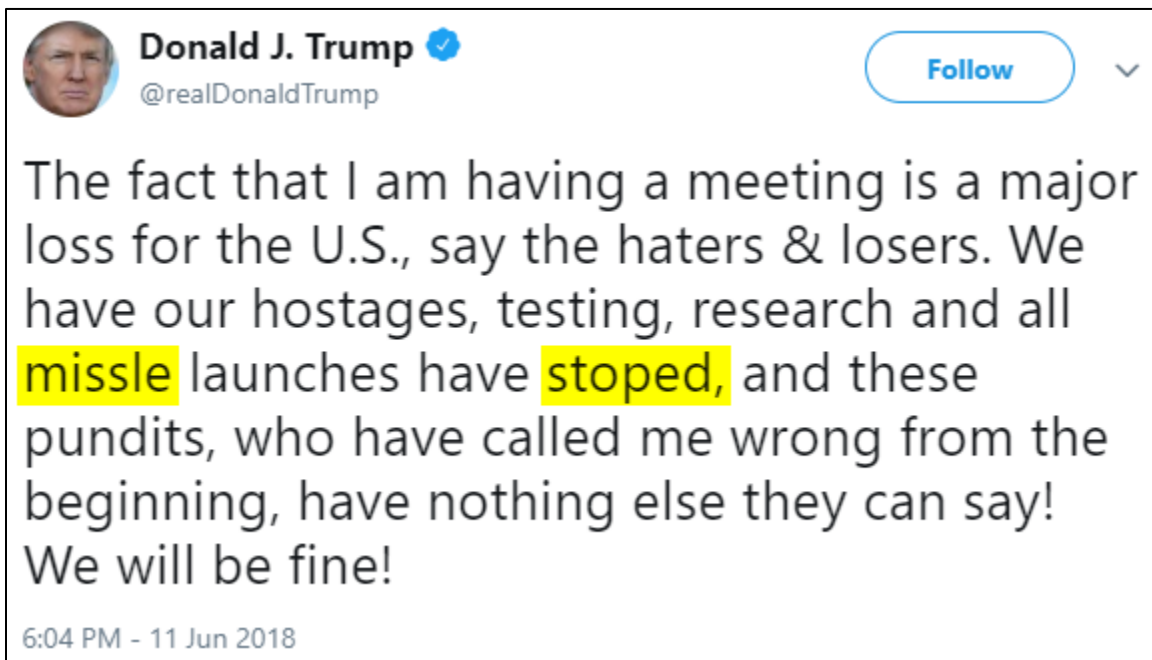 Donald J. Trump
@realDonaldTrump
Follow
The fact that I am having a meeting is a major
loss for the U.S., say the haters & losers. We
have our hostages, testing, research and all
missle launches have stoped, and these
pundits, who have called me wrong from the
beginning, have nothing else they can say!
We will be fine!
6:04 PM - 11 Jun 2018